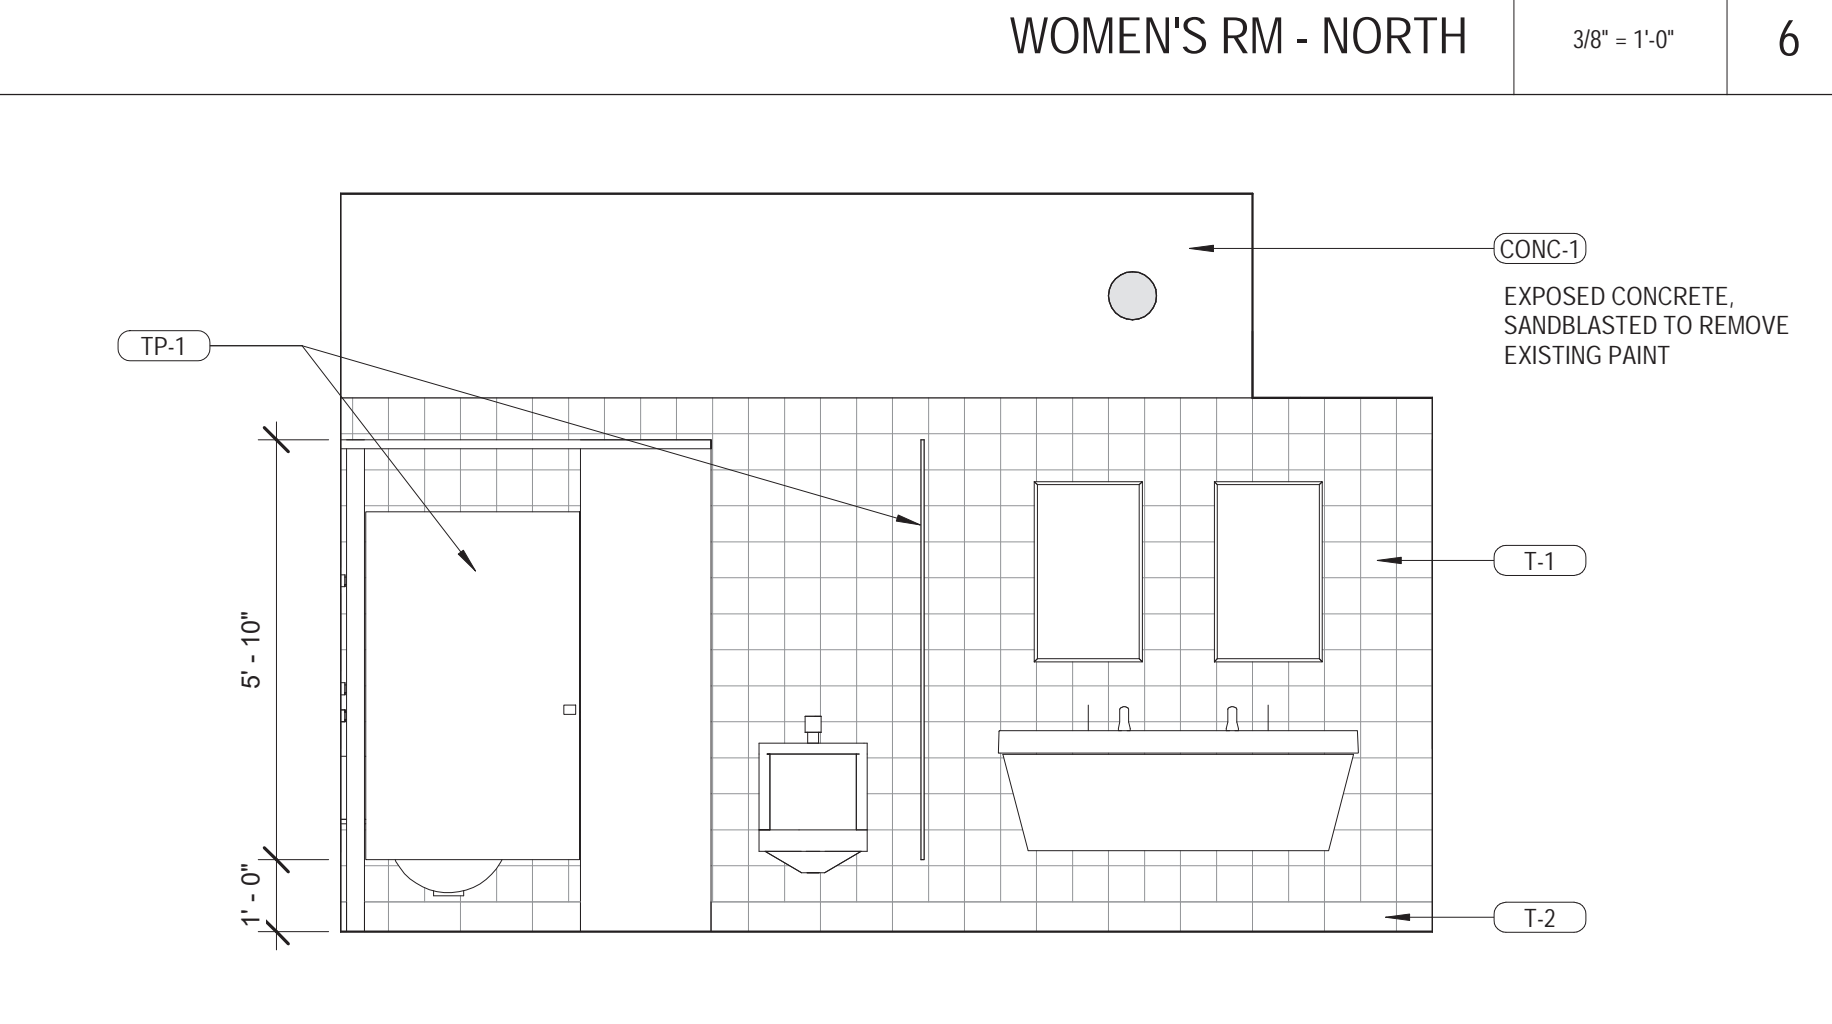 WOMEN'S RM - NORTH
3/8" = 1'-0"
6
CONC-1
EXPOSED CONCRETE,
SANDBLASTED TO REMOVE
EXISTING PAINT
TP-1
T-1
5' - 10"
1' - 0"
T-2